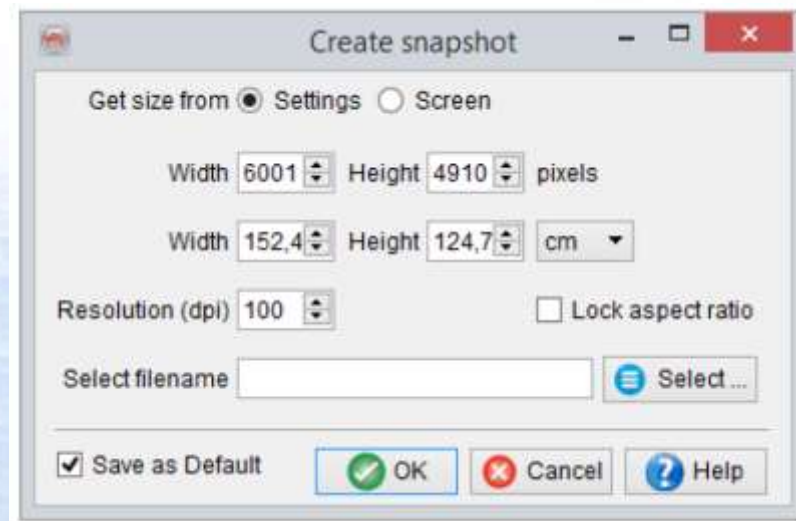 Create snapshot
Get size from Settings Screen
Width 6001 Height 4910 pixels
Width 152,4 Height 124,7 cm
Resolution (dpi) 100 Lock aspect ratio
Select filename Select ...
Save as Default OK Cancel Help